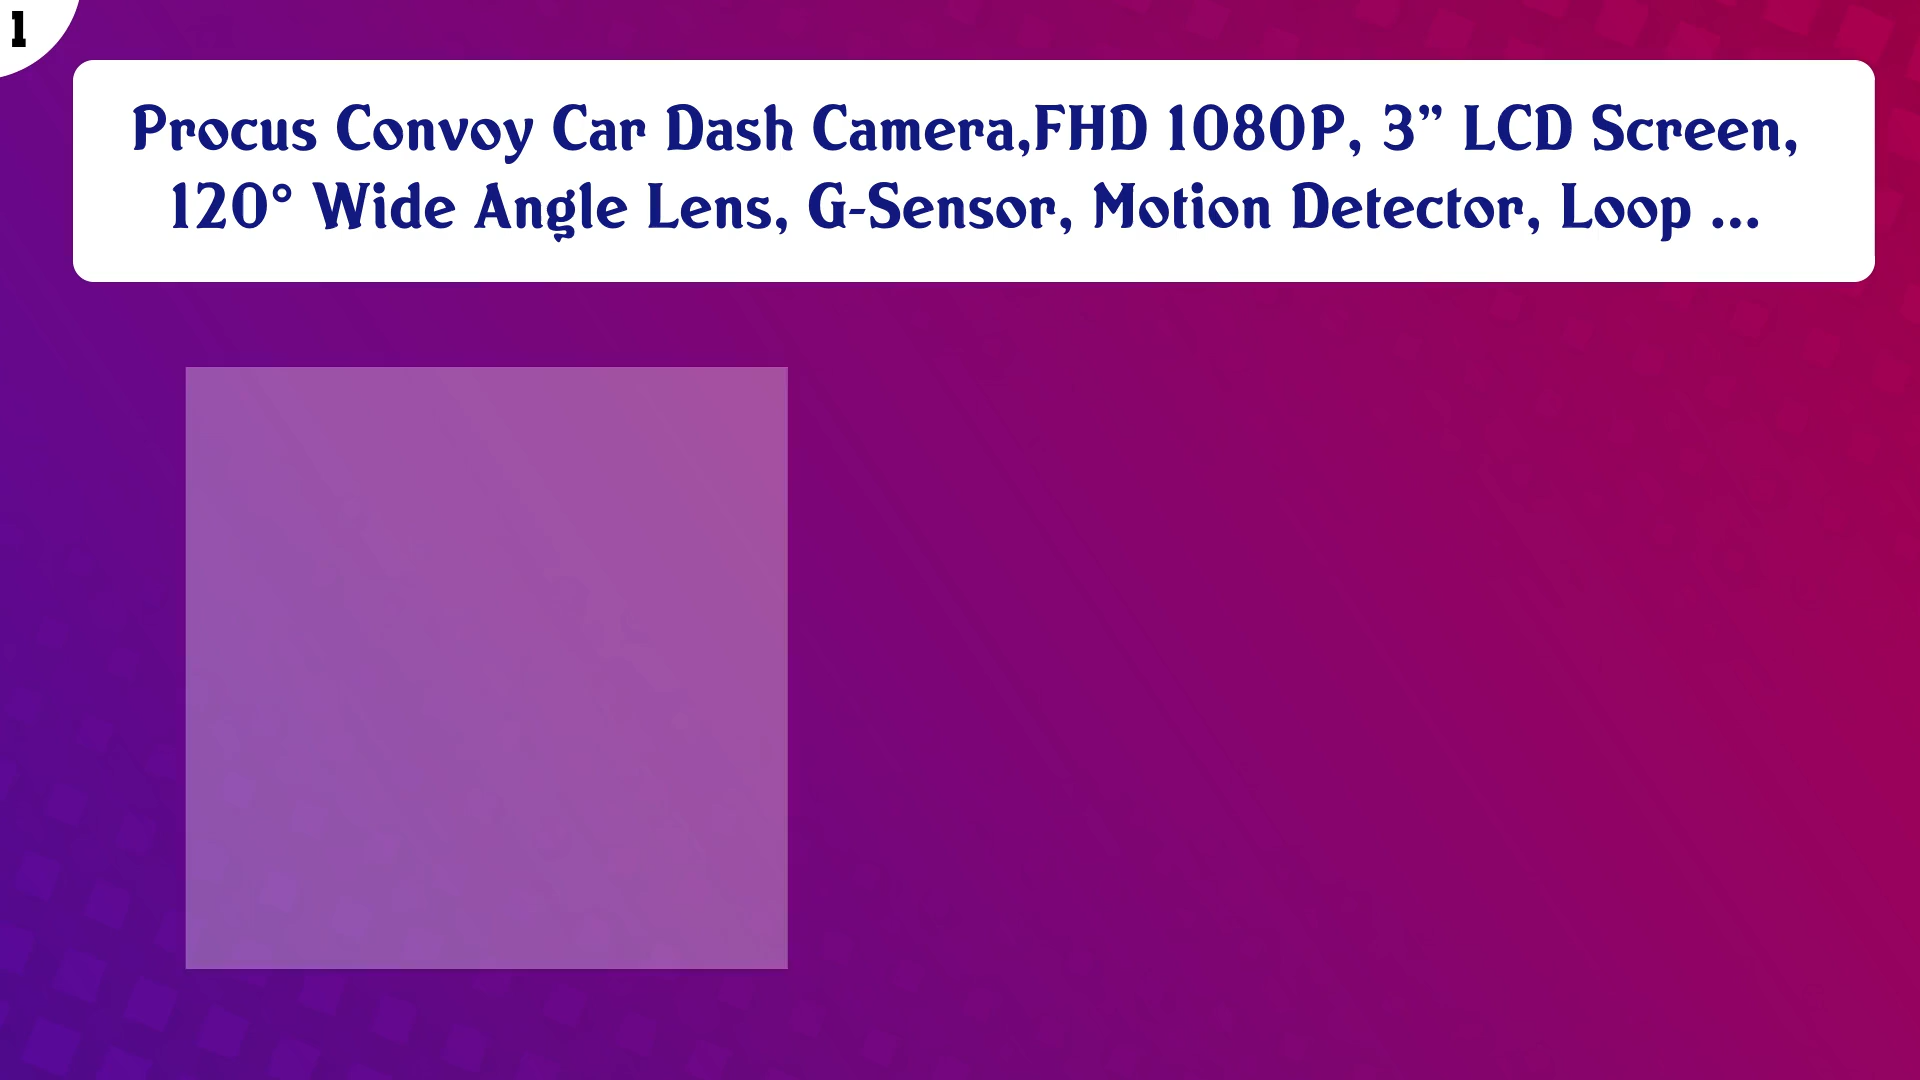 1
Procus Convoy Car Dash Camera,FHD 1080P, 3” LCD Screen,
120° Wide Angle Lens, G-Sensor, Motion Detector, Loop ...